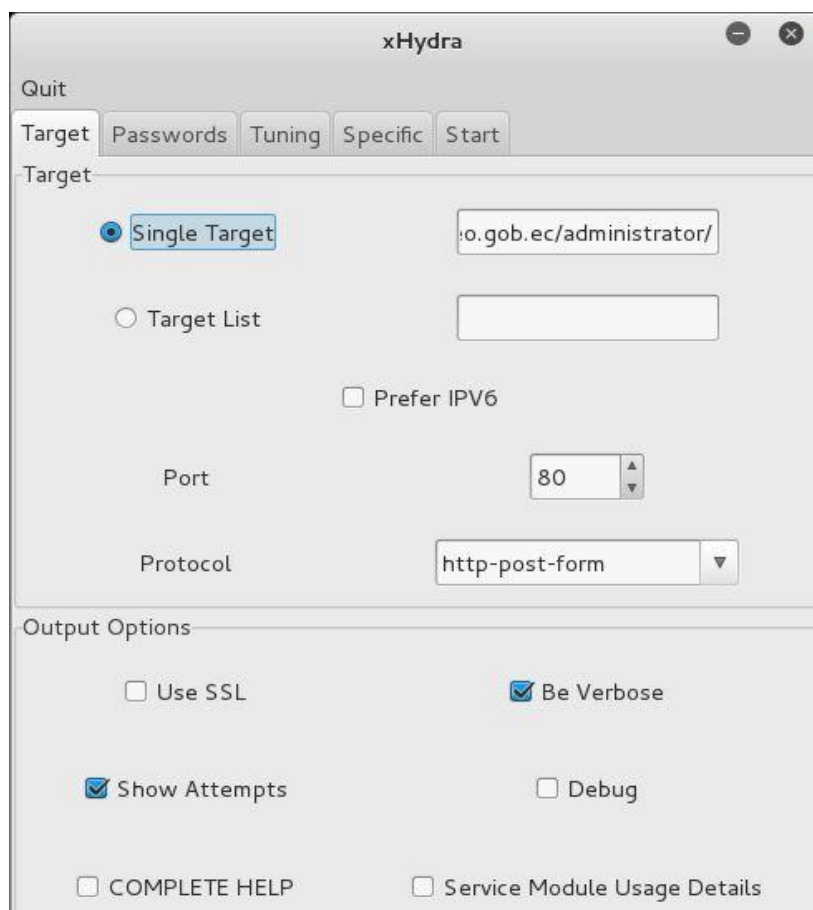 xHydra
Quit
Target Passwords Tuning Specific Start
Target
Single Target
o.gob.ec/administrator/
Target List
Prefer IPV6
Port
80
Protocol
http-post-form
Output Options
Use SSL
Be Verbose
Show Attempts
Debug
COMPLETE HELP
Service Module Usage Details